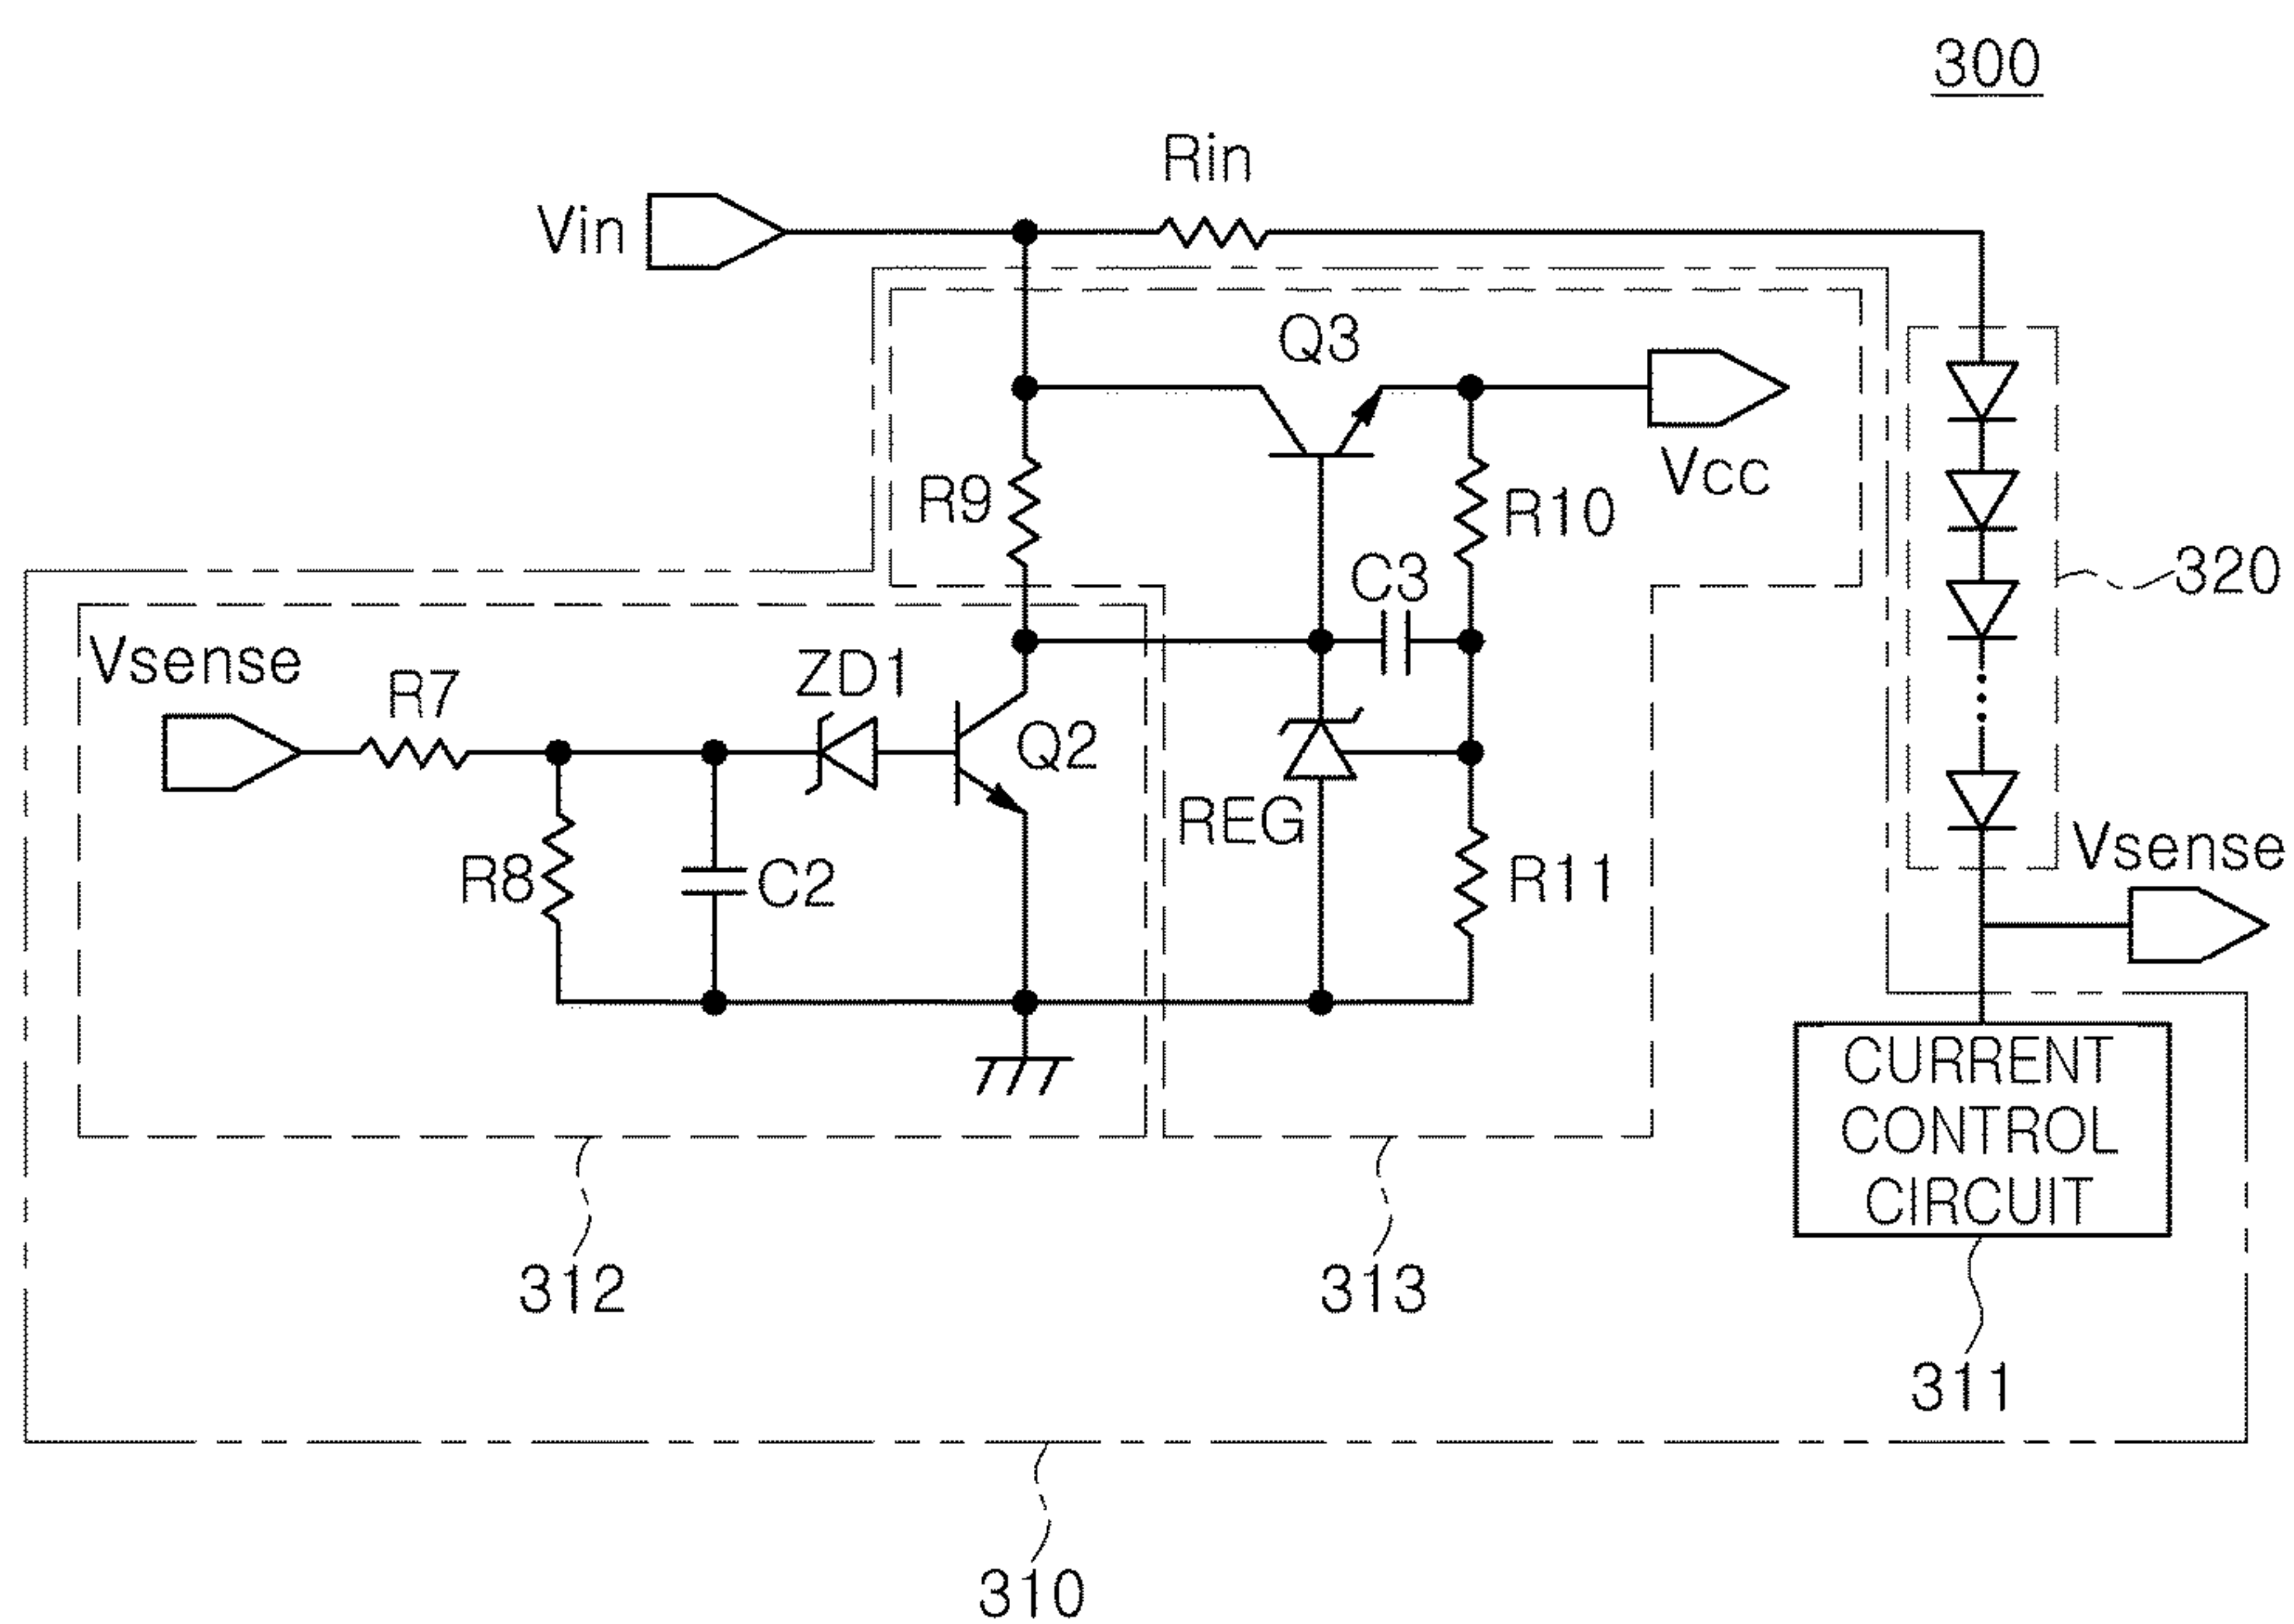 300
Rin
Vin
Q3
Vcc
R9
R10
C3
320
Vsense
R7
ZD1
Q2
REG
R8
C2
R11
Vsense
CURRENT
CONTROL
CIRCUIT
312
313
311
310